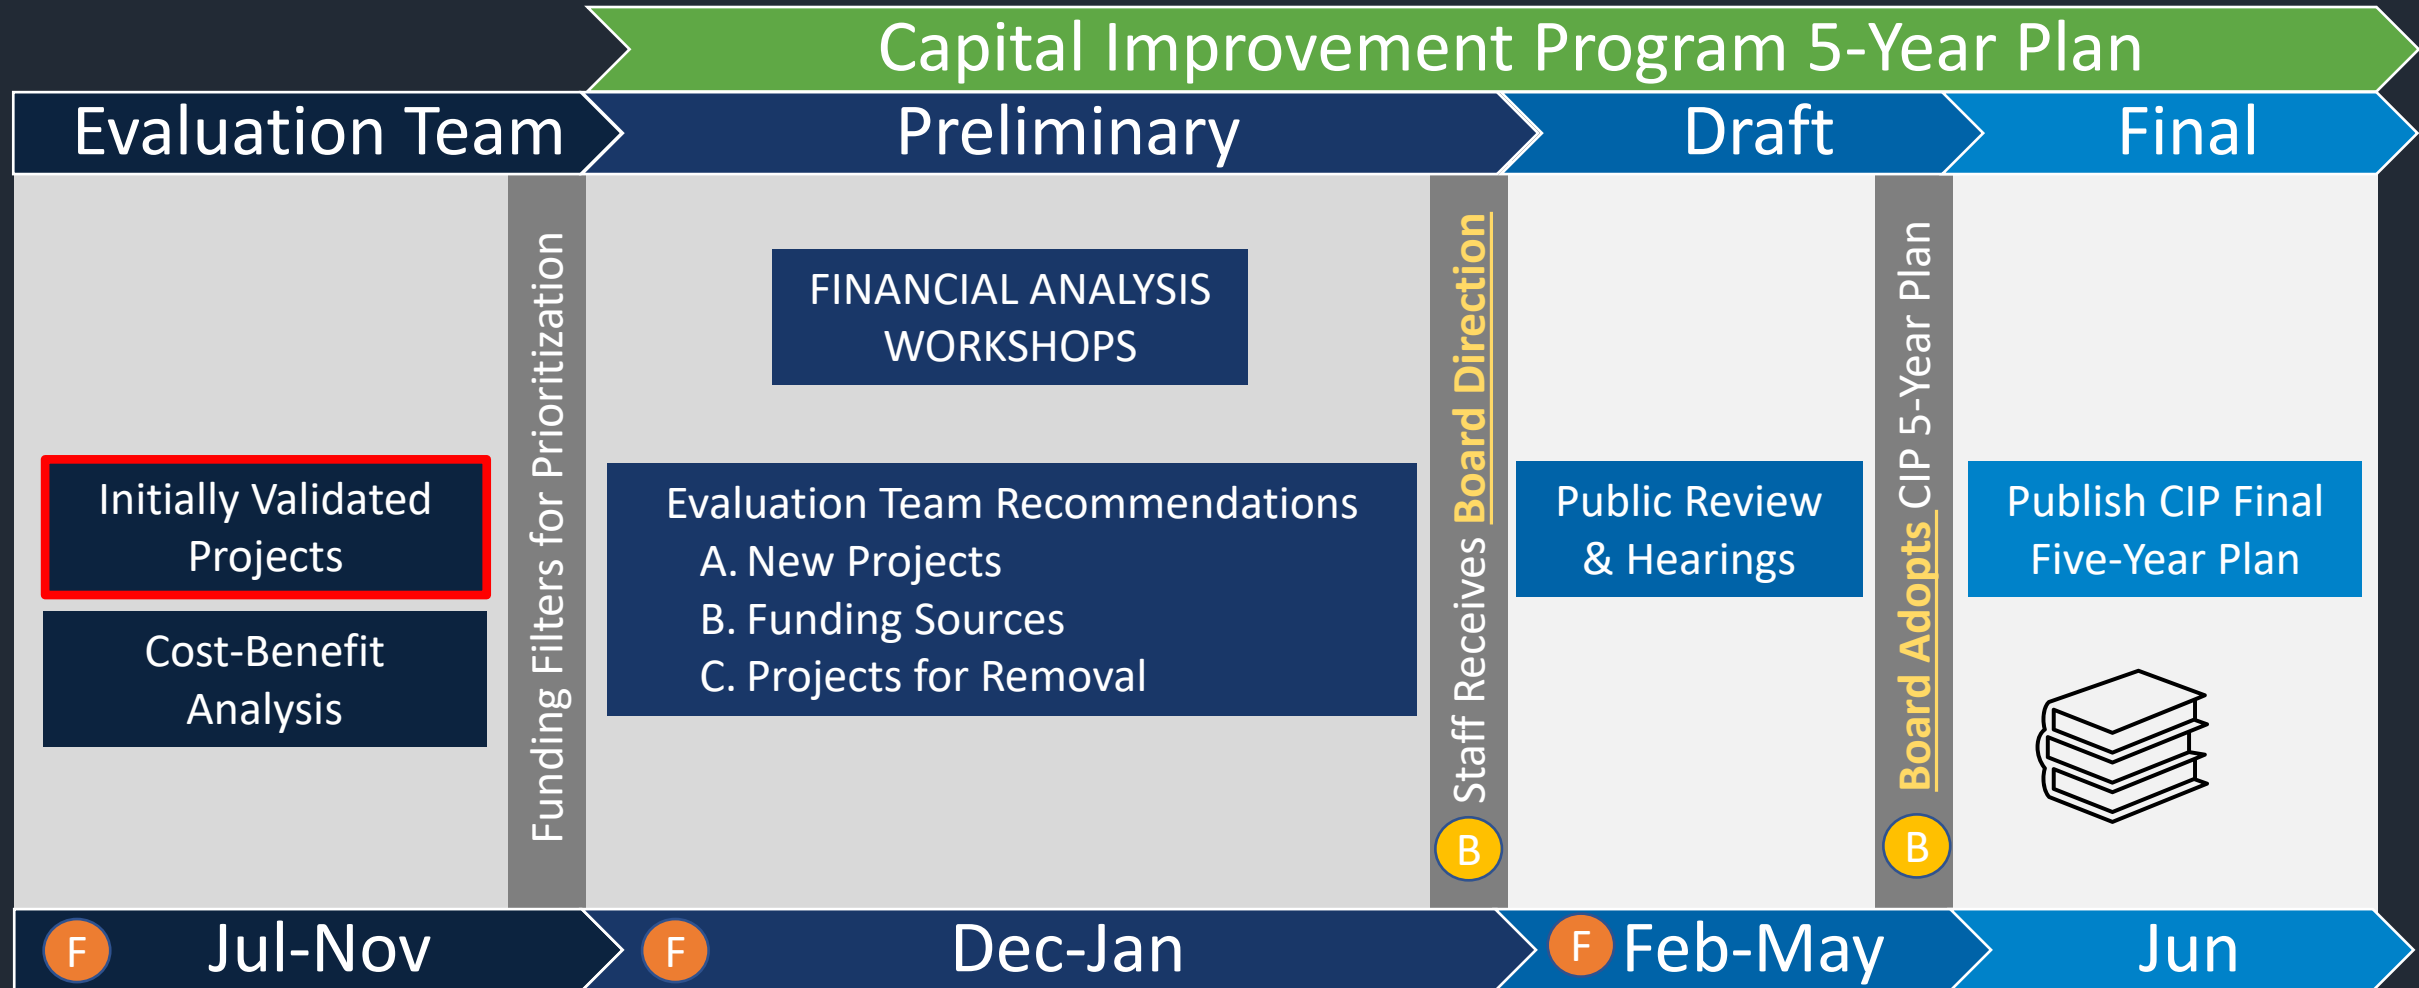 Capital Improvement Program 5-Year Plan
Evaluation Team
Preliminary
Draft
Final
Initially Validated
Projects
Cost-Benefit
Analysis
Funding Filters for Prioritization
FINANCIAL ANALYSIS
WORKSHOPS
Evaluation Team Recommendations
A. New Projects
B. Funding Sources
C. Projects for Removal
Staff Receives Board Direction
B
Public Review
& Hearings
Board Adopts CIP 5-Year Plan
B
Publish CIP Final
Five-Year Plan
F
Jul-Nov
F
Dec-Jan
F
Feb-May
Jun